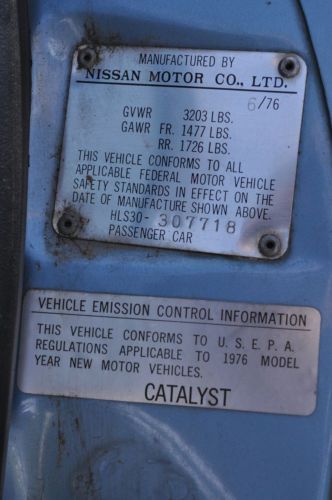 MANUFACTURED BY
NISSAN MOTOR CO., LTD.
6/76
GVWR 3203 LBS.
GAWR FR. 1477 LBS.
RR. 1726 LBS.
THIS VEHICLE CONFORMS TO ALL
APPLICABLE FEDERAL MOTOR VEHICLE
SAFETY STANDARDS IN EFFECT ON THE
DATE OF MANUFACTURE SHOWN ABOVE.
HLS30-307718
PASSENGER CAR
VEHICLE EMISSION CONTROL INFORMATION
THIS VEHICLE CONFORMS TO U. S. E. P. A.
REGULATIONS APPLICABLE TO 1976 MODEL
YEAR NEW MOTOR VEHICLES.
CATALYST